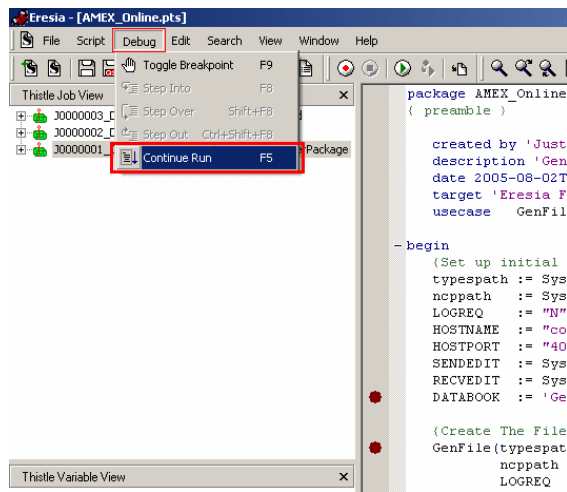 Eresia - [AMEX_Online.pts]
File Script Debug Edit Search View Window Help
Toggle Breakpoint F9
Step Into F8
Step Over Shift+F8
Step Out Ctrl+Shift+F8
Continue Run F5
Thistle Job View
J0000003_D
J0000002_D
J0000001_
Package
package AMEX_Online
{ preamble }
created by 'Just
description 'Gen
date 2005-08-02T
target 'Eresia F
usecase GenFil
begin
{Set up initial
typespath := Sys
ncppath := Sys
LOGREQ := "N"
HOSTNAME := "co
HOSTPORT := "40
SENDEDIT := Sys
RECVEDIT := Sys
DATABOOK := 'Ge
{Create The File
GenFile(typespat
ncppath
LOGREQ
Thistle Variable View